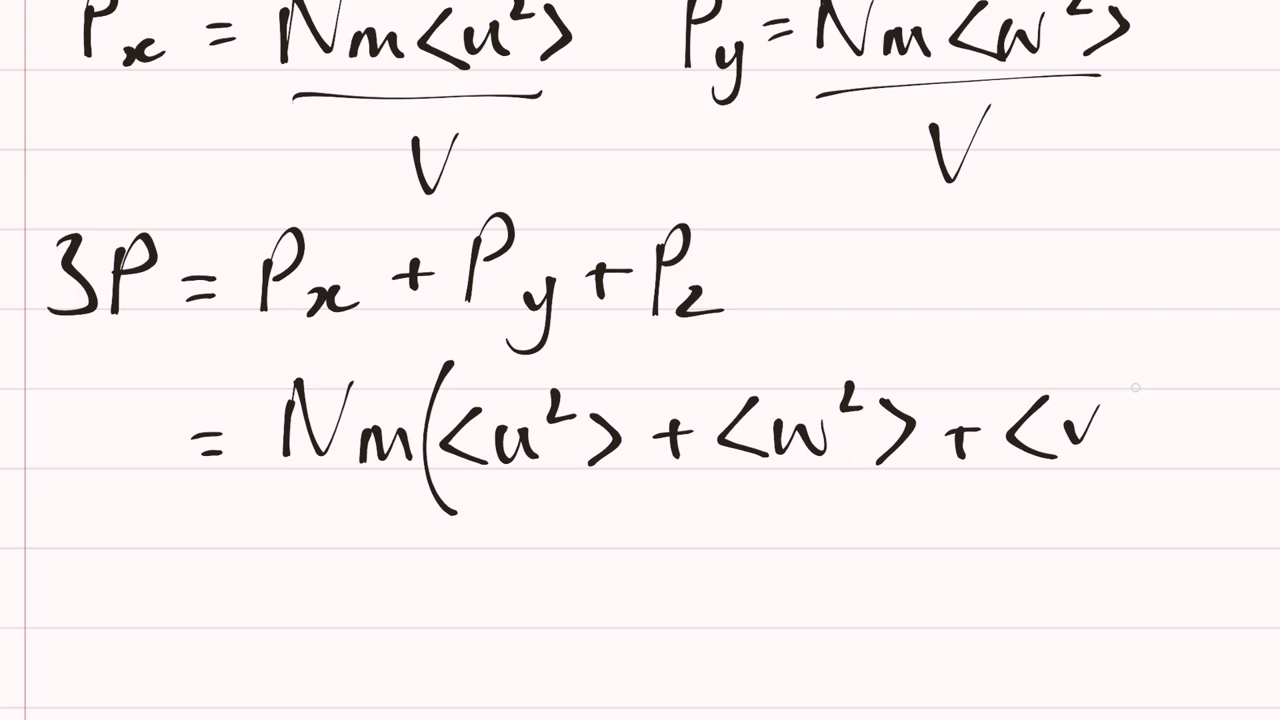 Px = Nm<u²> Py = Nm<w²>
V V
3P = Px + Py + Pz
= Nm(<u²> + <w²> + <v